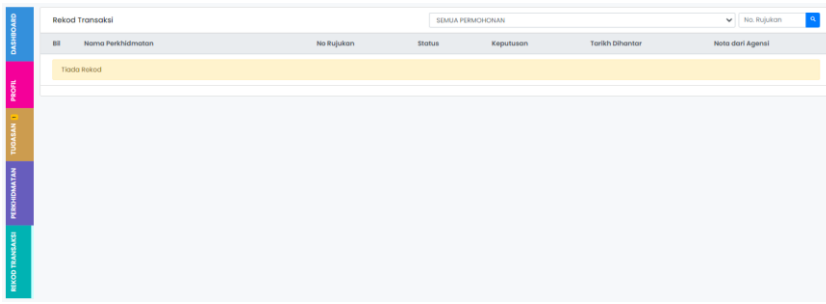 DASHBOARD
PROFIL
TUGASAN
PERKHIDMATAN
REKOD TRANSAKSI
Rekod Transaksi
SEMUA PERMOHONAN
No. Rujukan
Bil Nama Perkhidmatan No Rujukan Status Keputusan Tarikh Dihantar Nota dari Agensi
Tiada Rekod